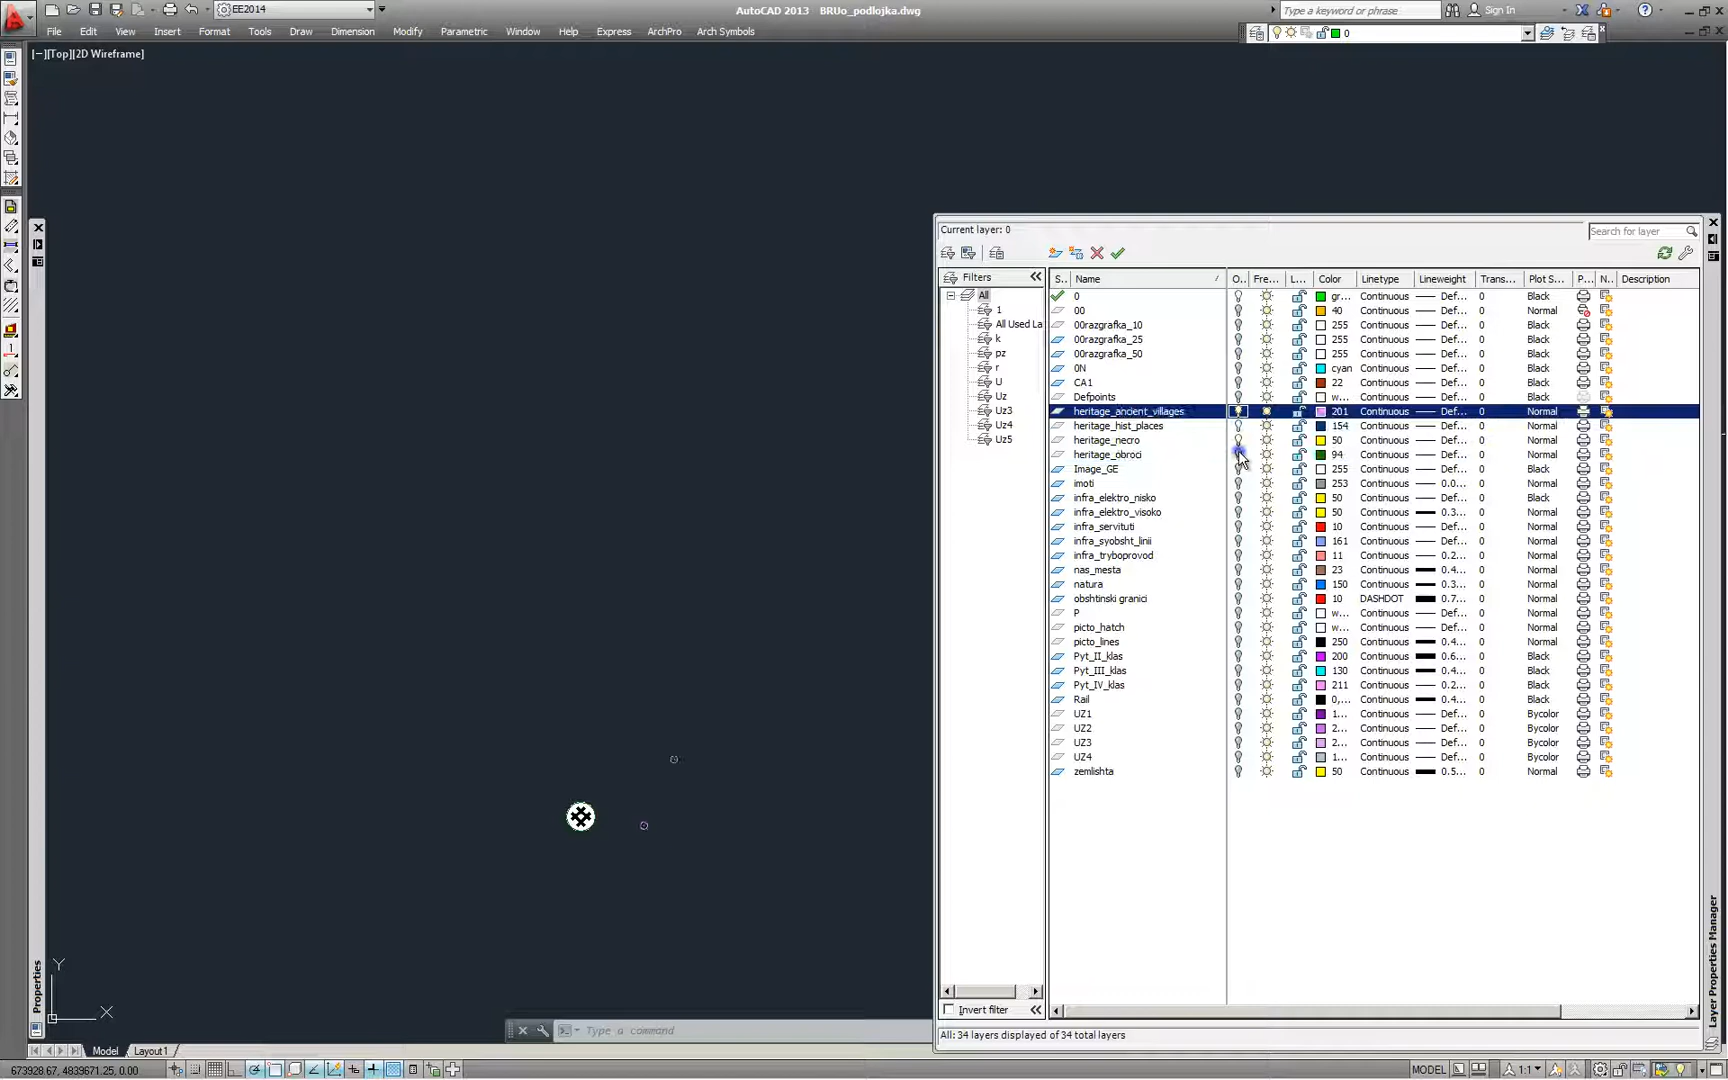 EE2014
AutoCAD 2013 BRUo_podlojka.dwg
Type a keyword or phrase
Sign In
File Edit View Insert Format Tools Draw Dimension Modify Parametric Window Help Express ArchPro Arch Symbols
0
[−][Top][2D Wireframe]
Current layer: 0
Search for layer
Filters
All
1
All Used La
k
pz
r
U
Uz
Uz3
Uz4
Uz5
S.. Name O.. Fre... L... Color Linetype Lineweight Trans... Plot S... P... N.. Description
0 gr... Continuous Def... 0 Black
00 40 Continuous Def... 0 Normal
00razgrafka_10 255 Continuous Def... 0 Black
00razgrafka_25 255 Continuous Def... 0 Black
00razgrafka_50 255 Continuous Def... 0 Black
0N cyan Continuous Def... 0 Normal
CA1 22 Continuous Def... 0 Normal
Defpoints w... Continuous Def... 0 Black
heritage_ancient_villages 201 Continuous Def... 0 Normal
heritage_hist_places 154 Continuous Def... 0 Normal
heritage_necro 50 Continuous Def... 0 Normal
heritage_obroci 94 Continuous Def... 0 Normal
Image_GE 255 Continuous Def... 0 Black
imoti 253 Continuous 0.0... 0 Normal
infra_elektro_nisko 50 Continuous Def... 0 Black
infra_elektro_visoko 50 Continuous 0.3... 0 Normal
infra_servituti 10 Continuous Def... 0 Normal
infra_syobsht_linii 161 Continuous Def... 0 Normal
infra_tryboprovod 11 Continuous 0.2... 0 Normal
nas_mesta 23 Continuous 0.4... 0 Normal
natura 150 Continuous 0.3... 0 Normal
obshtinski granici 10 DASHDOT 0.7... 0 Normal
P w... Continuous Def... 0 Normal
picto_hatch w... Continuous Def... 0 Normal
picto_lines 250 Continuous 0.4... 0 Normal
Pyt_II_klas 200 Continuous 0.6... 0 Black
Pyt_III_klas 130 Continuous 0.4... 0 Black
Pyt_IV_klas 211 Continuous 0.2... 0 Black
Rail 0,... Continuous 0.4... 0 Black
UZ1 1... Continuous Def... 0 Bycolor
UZ2 2... Continuous Def... 0 Bycolor
UZ3 2... Continuous Def... 0 Bycolor
UZ4 1... Continuous Def... 0 Bycolor
zemlishta 50 Continuous 0.5... 0 Normal
Invert filter
All: 34 layers displayed of 34 total layers
Layer Properties Manager
Properties
Y
X
Type a command
Model Layout1
673928.67, 4839671.25, 0.00
MODEL
1:1